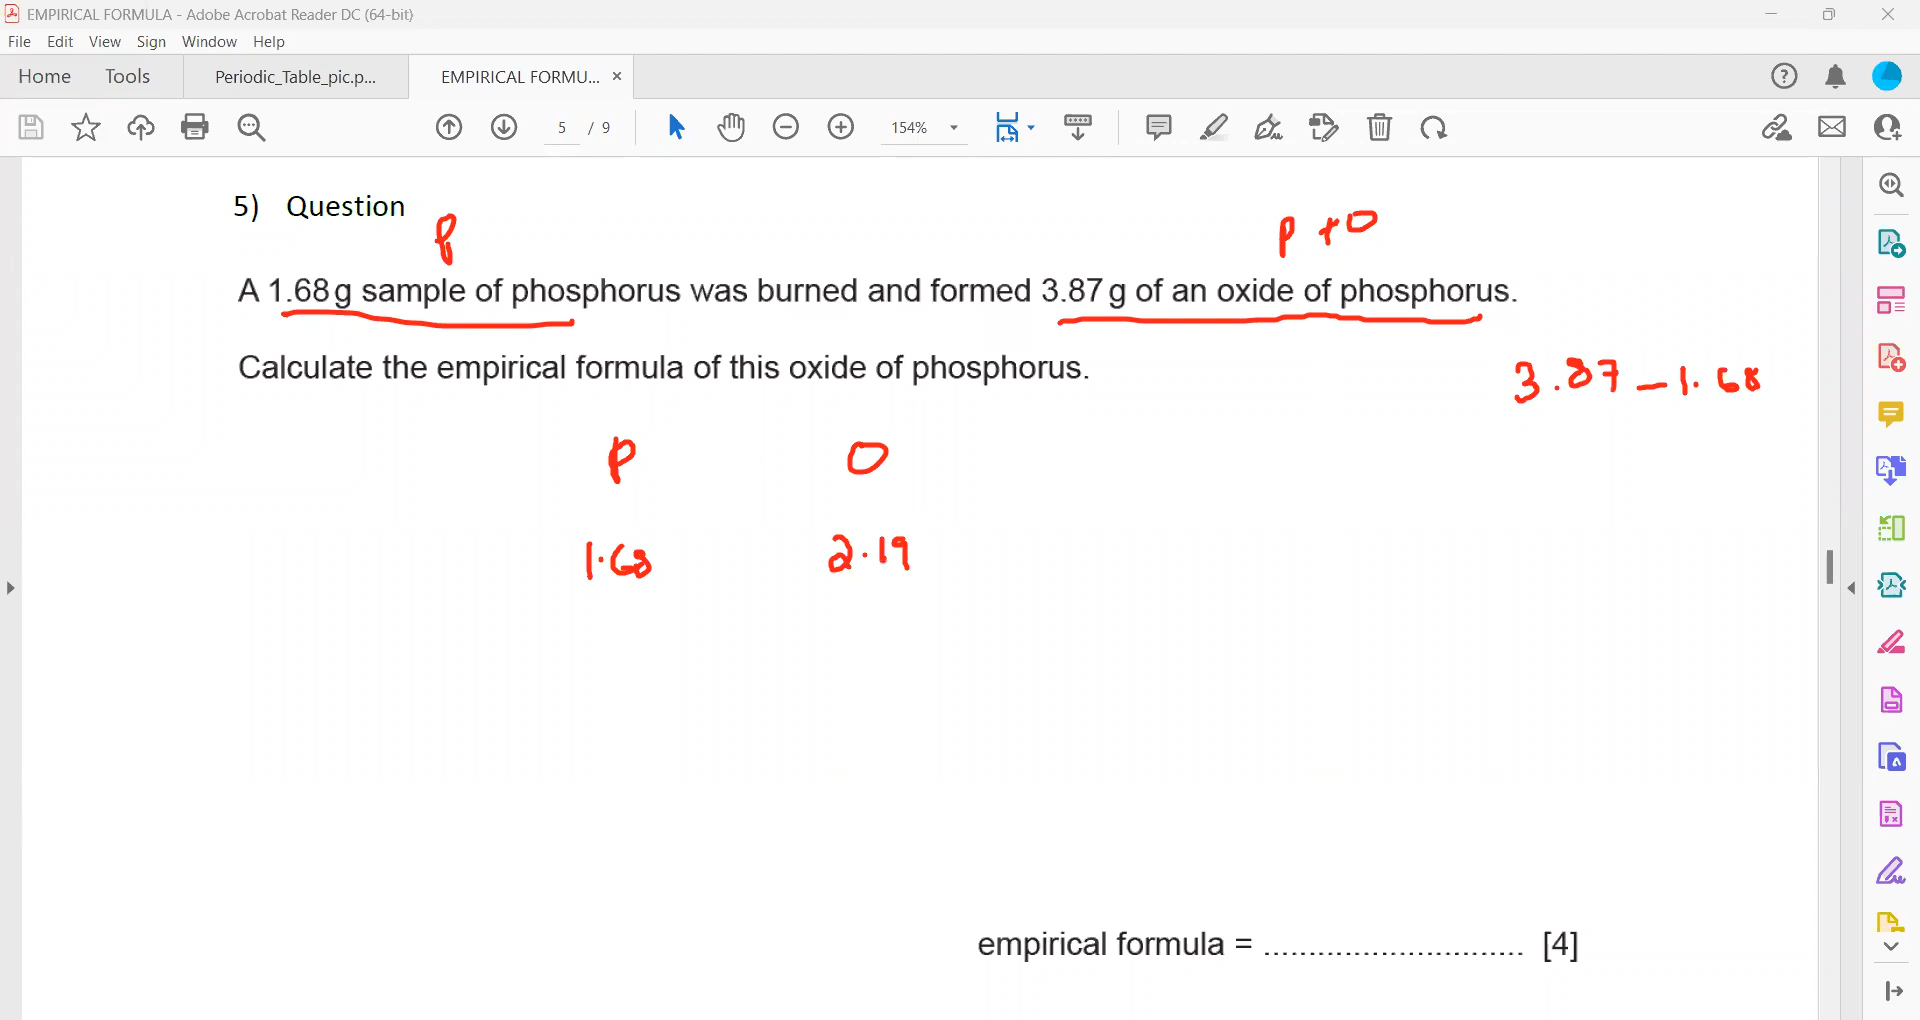 EMPIRICAL FORMULA - Adobe Acrobat Reader DC (64-bit)
File Edit View Sign Window Help
Home Tools Periodic_Table_pic.p... EMPIRICAL FORMU... ×
5 / 9 154%
5) Question
P P + O
A 1.68 g sample of phosphorus was burned and formed 3.87 g of an oxide of phosphorus.
Calculate the empirical formula of this oxide of phosphorus.
3.87 – 1.68
P O
1.68 2.19
empirical formula = ............................ [4]